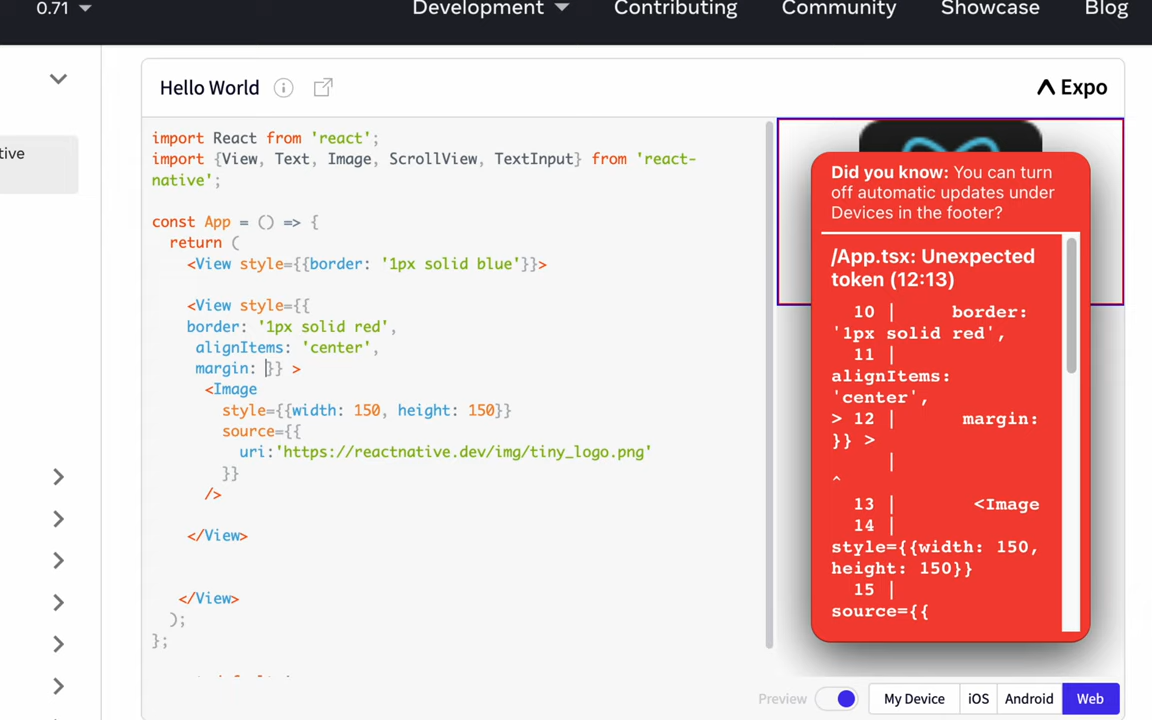 0.71
Development
Contributing
Community
Showcase
Blog
tive
Hello World
Expo
import React from 'react';
import {View, Text, Image, ScrollView, TextInput} from 'react-
native';
const App = () => {
return (
<View style={{border: '1px solid blue'}}>
<View style={{
border: '1px solid red',
alignItems: 'center',
margin: }} >
<Image
style={{width: 150, height: 150}}
source={{
uri:'https://reactnative.dev/img/tiny_logo.png'
}}
/>
</View>
</View>
);
};
Did you know: You can turn
off automatic updates under
Devices in the footer?
/App.tsx: Unexpected
token (12:13)
10 | border:
'1px solid red',
11 |
alignItems:
'center',
> 12 | margin:
}} >
|
^
13 | <Image
14 |
style={{width: 150,
height: 150}}
15 |
source={{
Preview
My Device
iOS
Android
Web